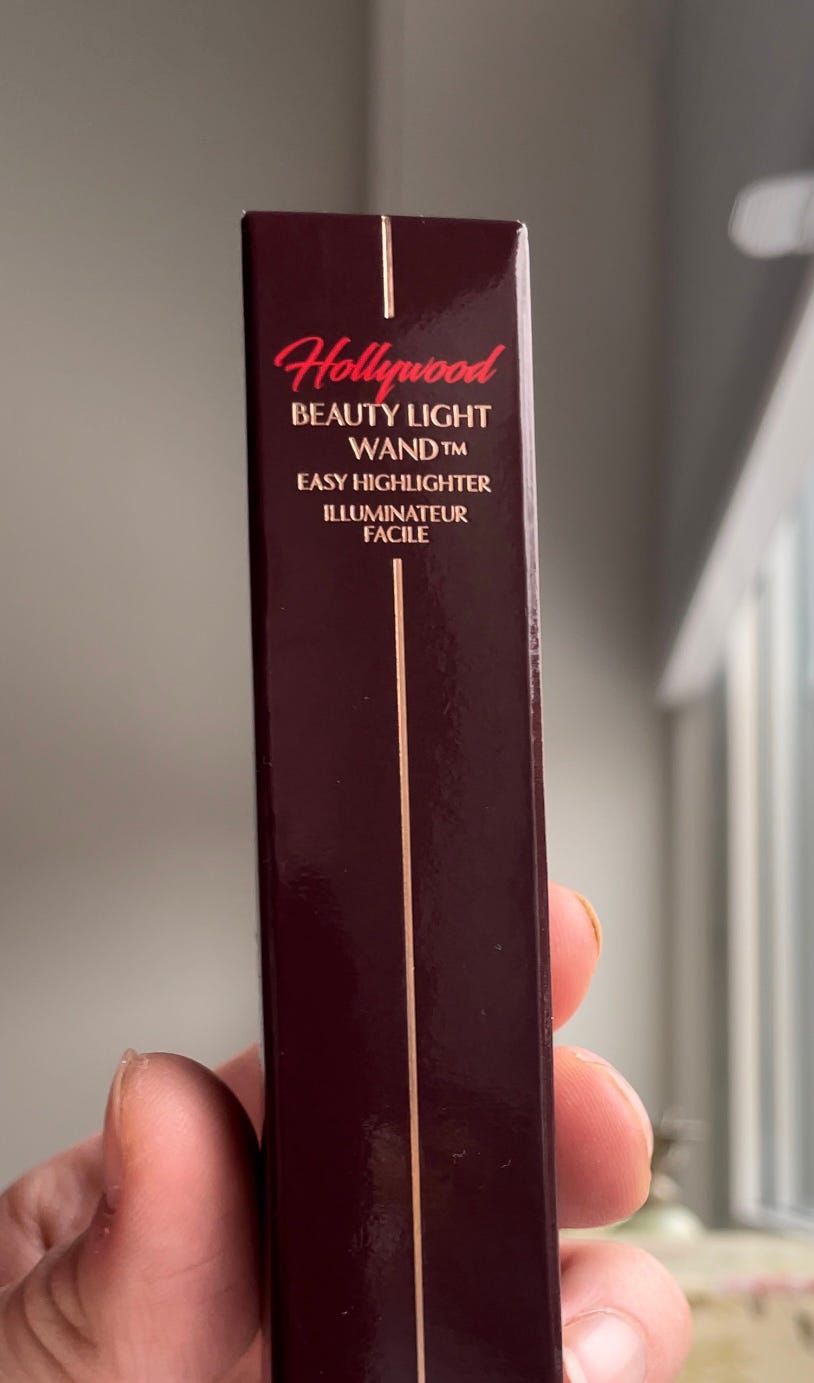 Hollywood
BEAUTY LIGHT
WAND™
EASY HIGHLIGHTER
ILLUMINATEUR
FACILE